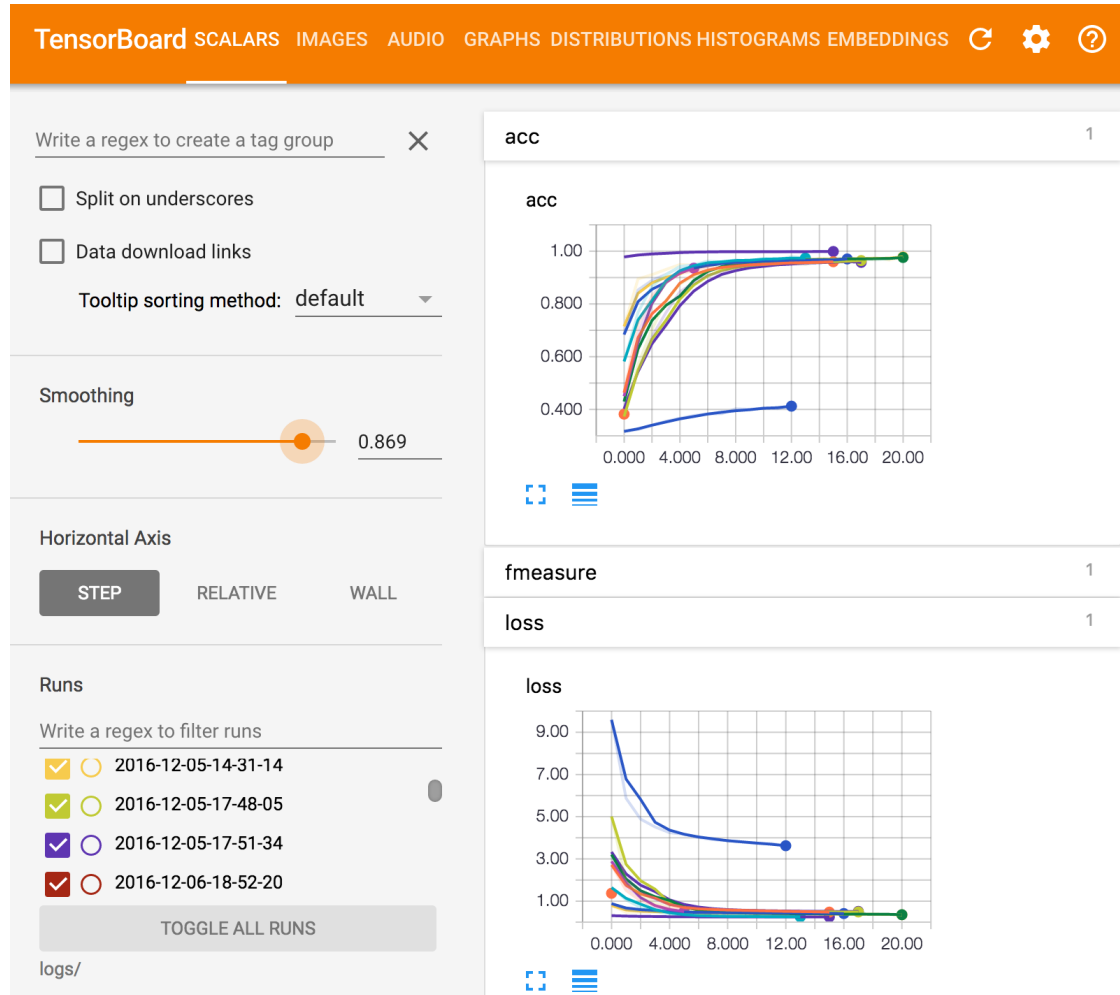 TensorBoard SCALARS IMAGES AUDIO GRAPHS DISTRIBUTIONS HISTOGRAMS EMBEDDINGS
Write a regex to create a tag group
Split on underscores
Data download links
Tooltip sorting method: default
Smoothing
0.869
Horizontal Axis
STEP RELATIVE WALL
Runs
Write a regex to filter runs
2016-12-05-14-31-14
2016-12-05-17-48-05
2016-12-05-17-51-34
2016-12-06-18-52-20
TOGGLE ALL RUNS
logs/
acc 1
acc
1.00
0.800
0.600
0.400
0.000 4.000 8.000 12.00 16.00 20.00
fmeasure 1
loss 1
loss
9.00
7.00
5.00
3.00
1.00
0.000 4.000 8.000 12.00 16.00 20.00